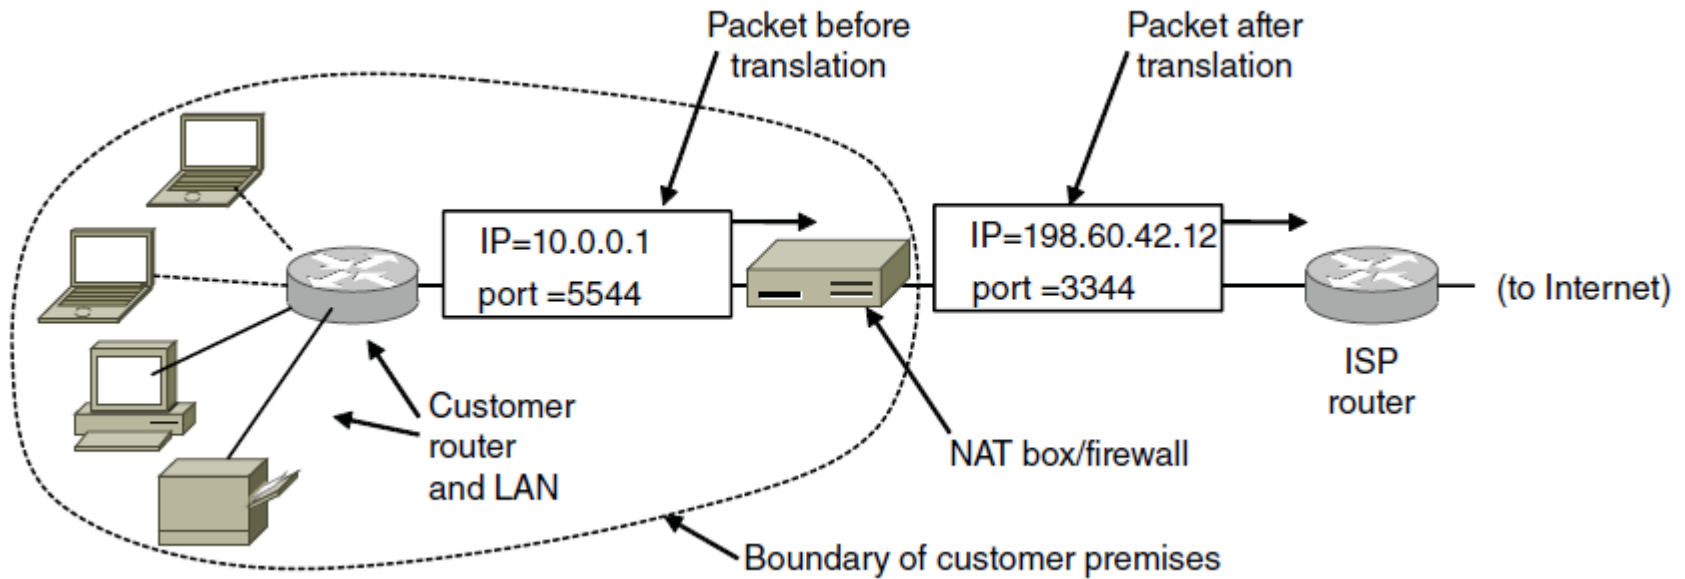 Packet before
translation
Packet after
translation
IP=10.0.0.1
port =5544
IP=198.60.42.12
port =3344
(to Internet)
ISP
router
Customer
router
and LAN
NAT box/firewall
Boundary of customer premises